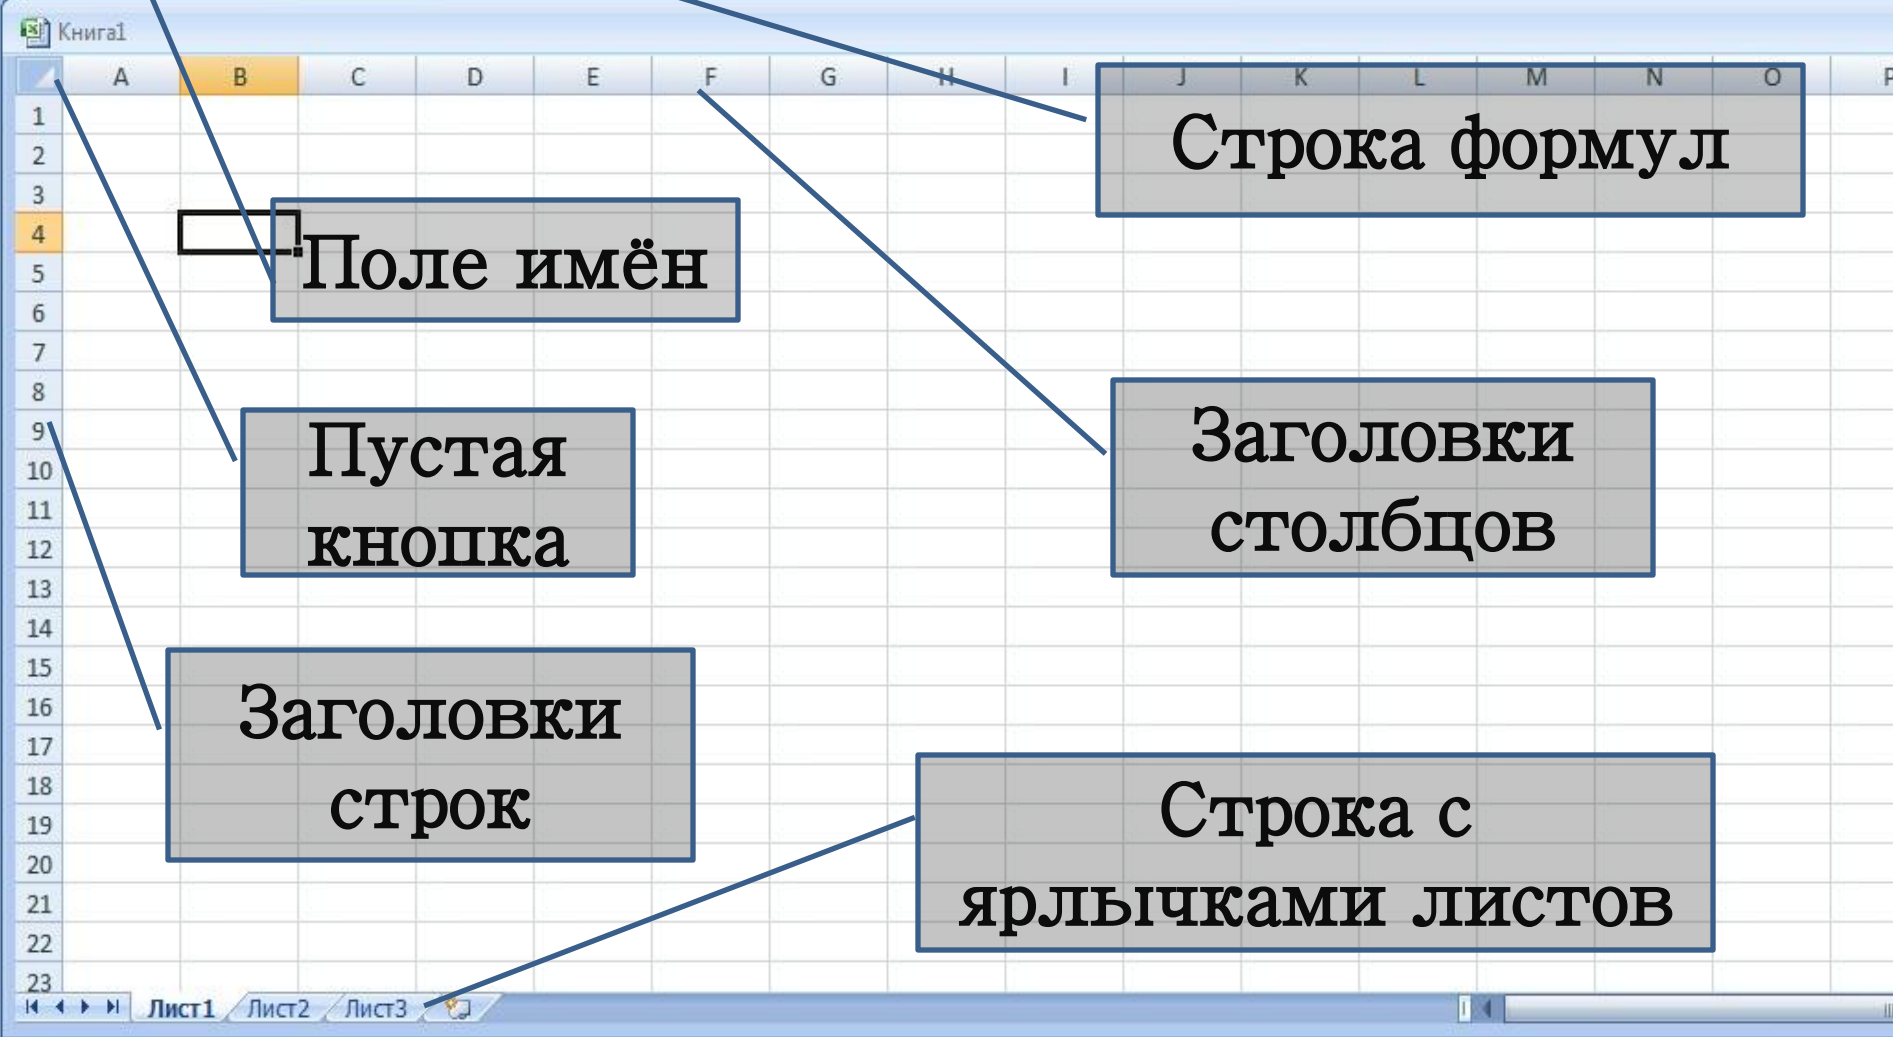 Книга1
A B C D E F G H I J K L M N O P
1
2
3
4
5
6
7
8
9
10
11
12
13
14
15
16
17
18
19
20
21
22
23
Строка формул
Поле имён
Пустая
кнопка
Заголовки
столбцов
Заголовки
строк
Строка с
ярлычками листов
Лист1 Лист2 Лист3